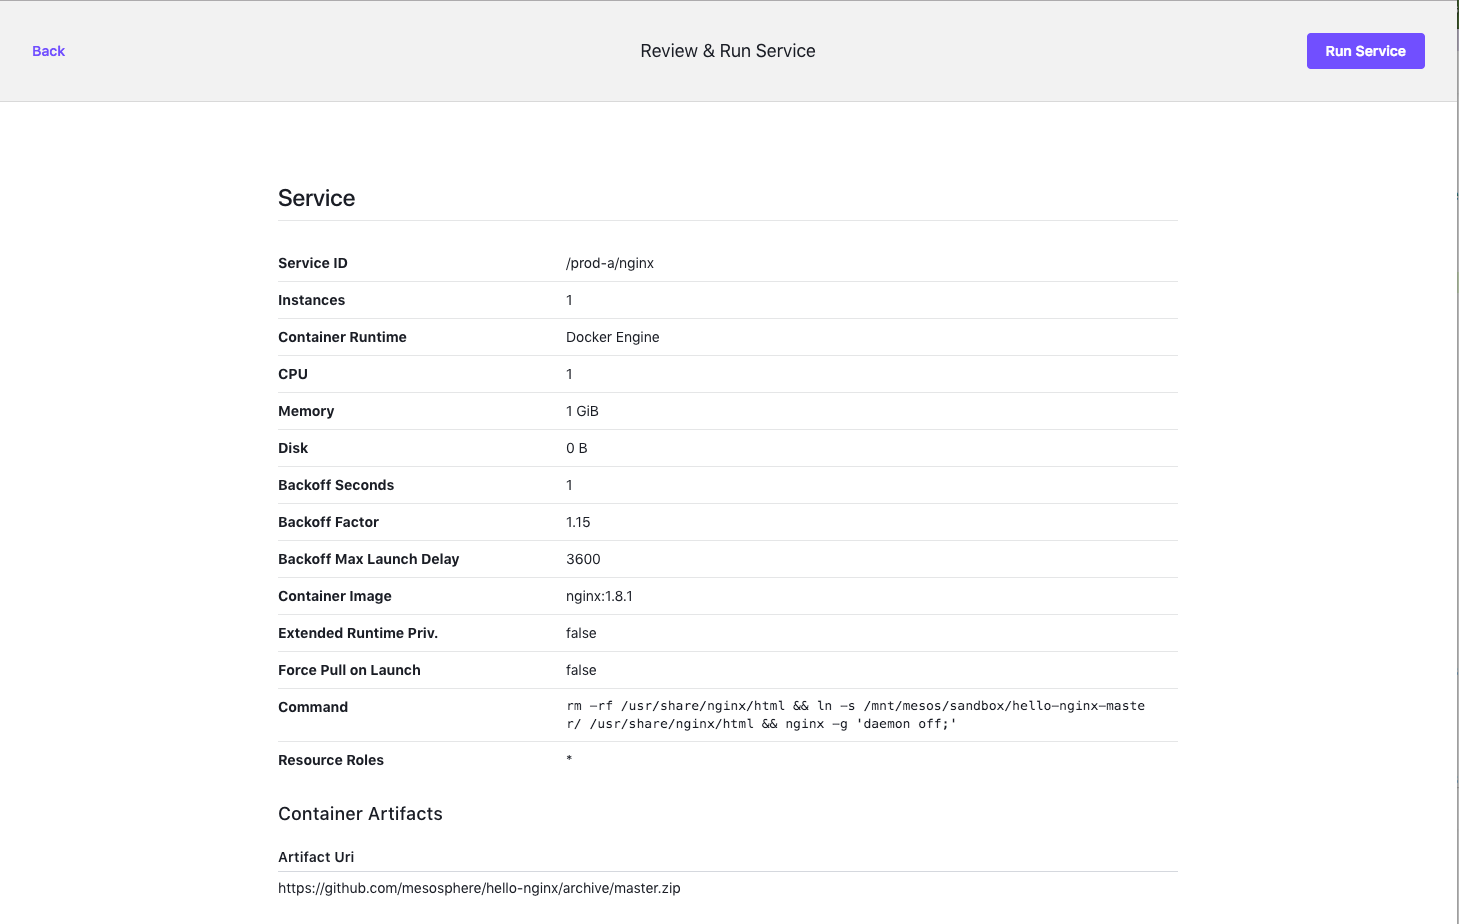 Back
Review & Run Service
Run Service
Service
Service ID /prod-a/nginx
Instances 1
Container Runtime Docker Engine
CPU 1
Memory 1 GiB
Disk 0 B
Backoff Seconds 1
Backoff Factor 1.15
Backoff Max Launch Delay 3600
Container Image nginx:1.8.1
Extended Runtime Priv. false
Force Pull on Launch false
Command rm –rf /usr/share/nginx/html && ln –s /mnt/mesos/sandbox/hello–nginx–maste
r/ /usr/share/nginx/html && nginx –g 'daemon off;'
Resource Roles *
Container Artifacts
Artifact Uri
https://github.com/mesosphere/hello-nginx/archive/master.zip